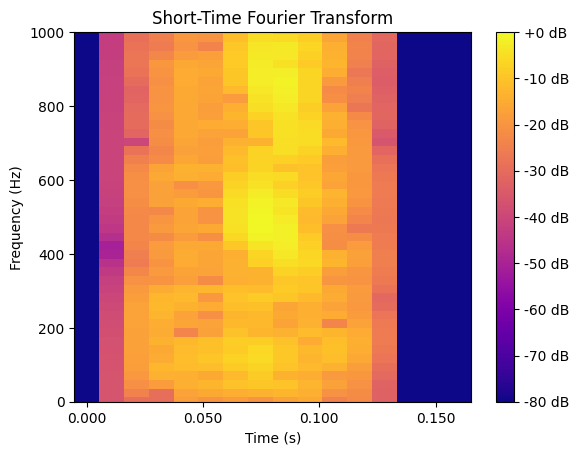 Short-Time Fourier Transform
Frequency (Hz)
1000
800
600
400
200
0
0.000
0.050
0.100
0.150
Time (s)
+0 dB
-10 dB
-20 dB
-30 dB
-40 dB
-50 dB
-60 dB
-70 dB
-80 dB